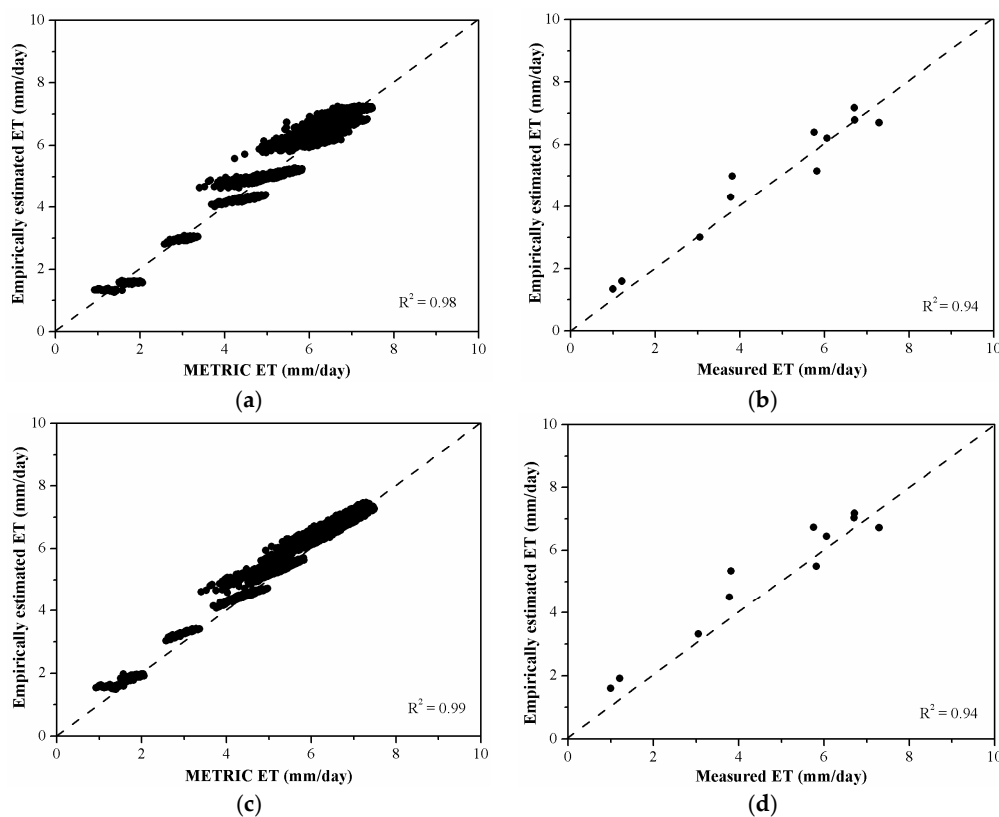 10
8
6
4
2
0
Empirically estimated ET (mm/day)
R² = 0.98
0 2 4 6 8 10
METRIC ET (mm/day)
(a)
10
8
6
4
2
0
Empirically estimated ET (mm/day)
R² = 0.94
0 2 4 6 8 10
Measured ET (mm/day)
(b)
10
8
6
4
2
0
Empirically estimated ET (mm/day)
R² = 0.99
0 2 4 6 8 10
METRIC ET (mm/day)
(c)
10
8
6
4
2
0
Empirically estimated ET (mm/day)
R² = 0.94
0 2 4 6 8 10
Measured ET (mm/day)
(d)